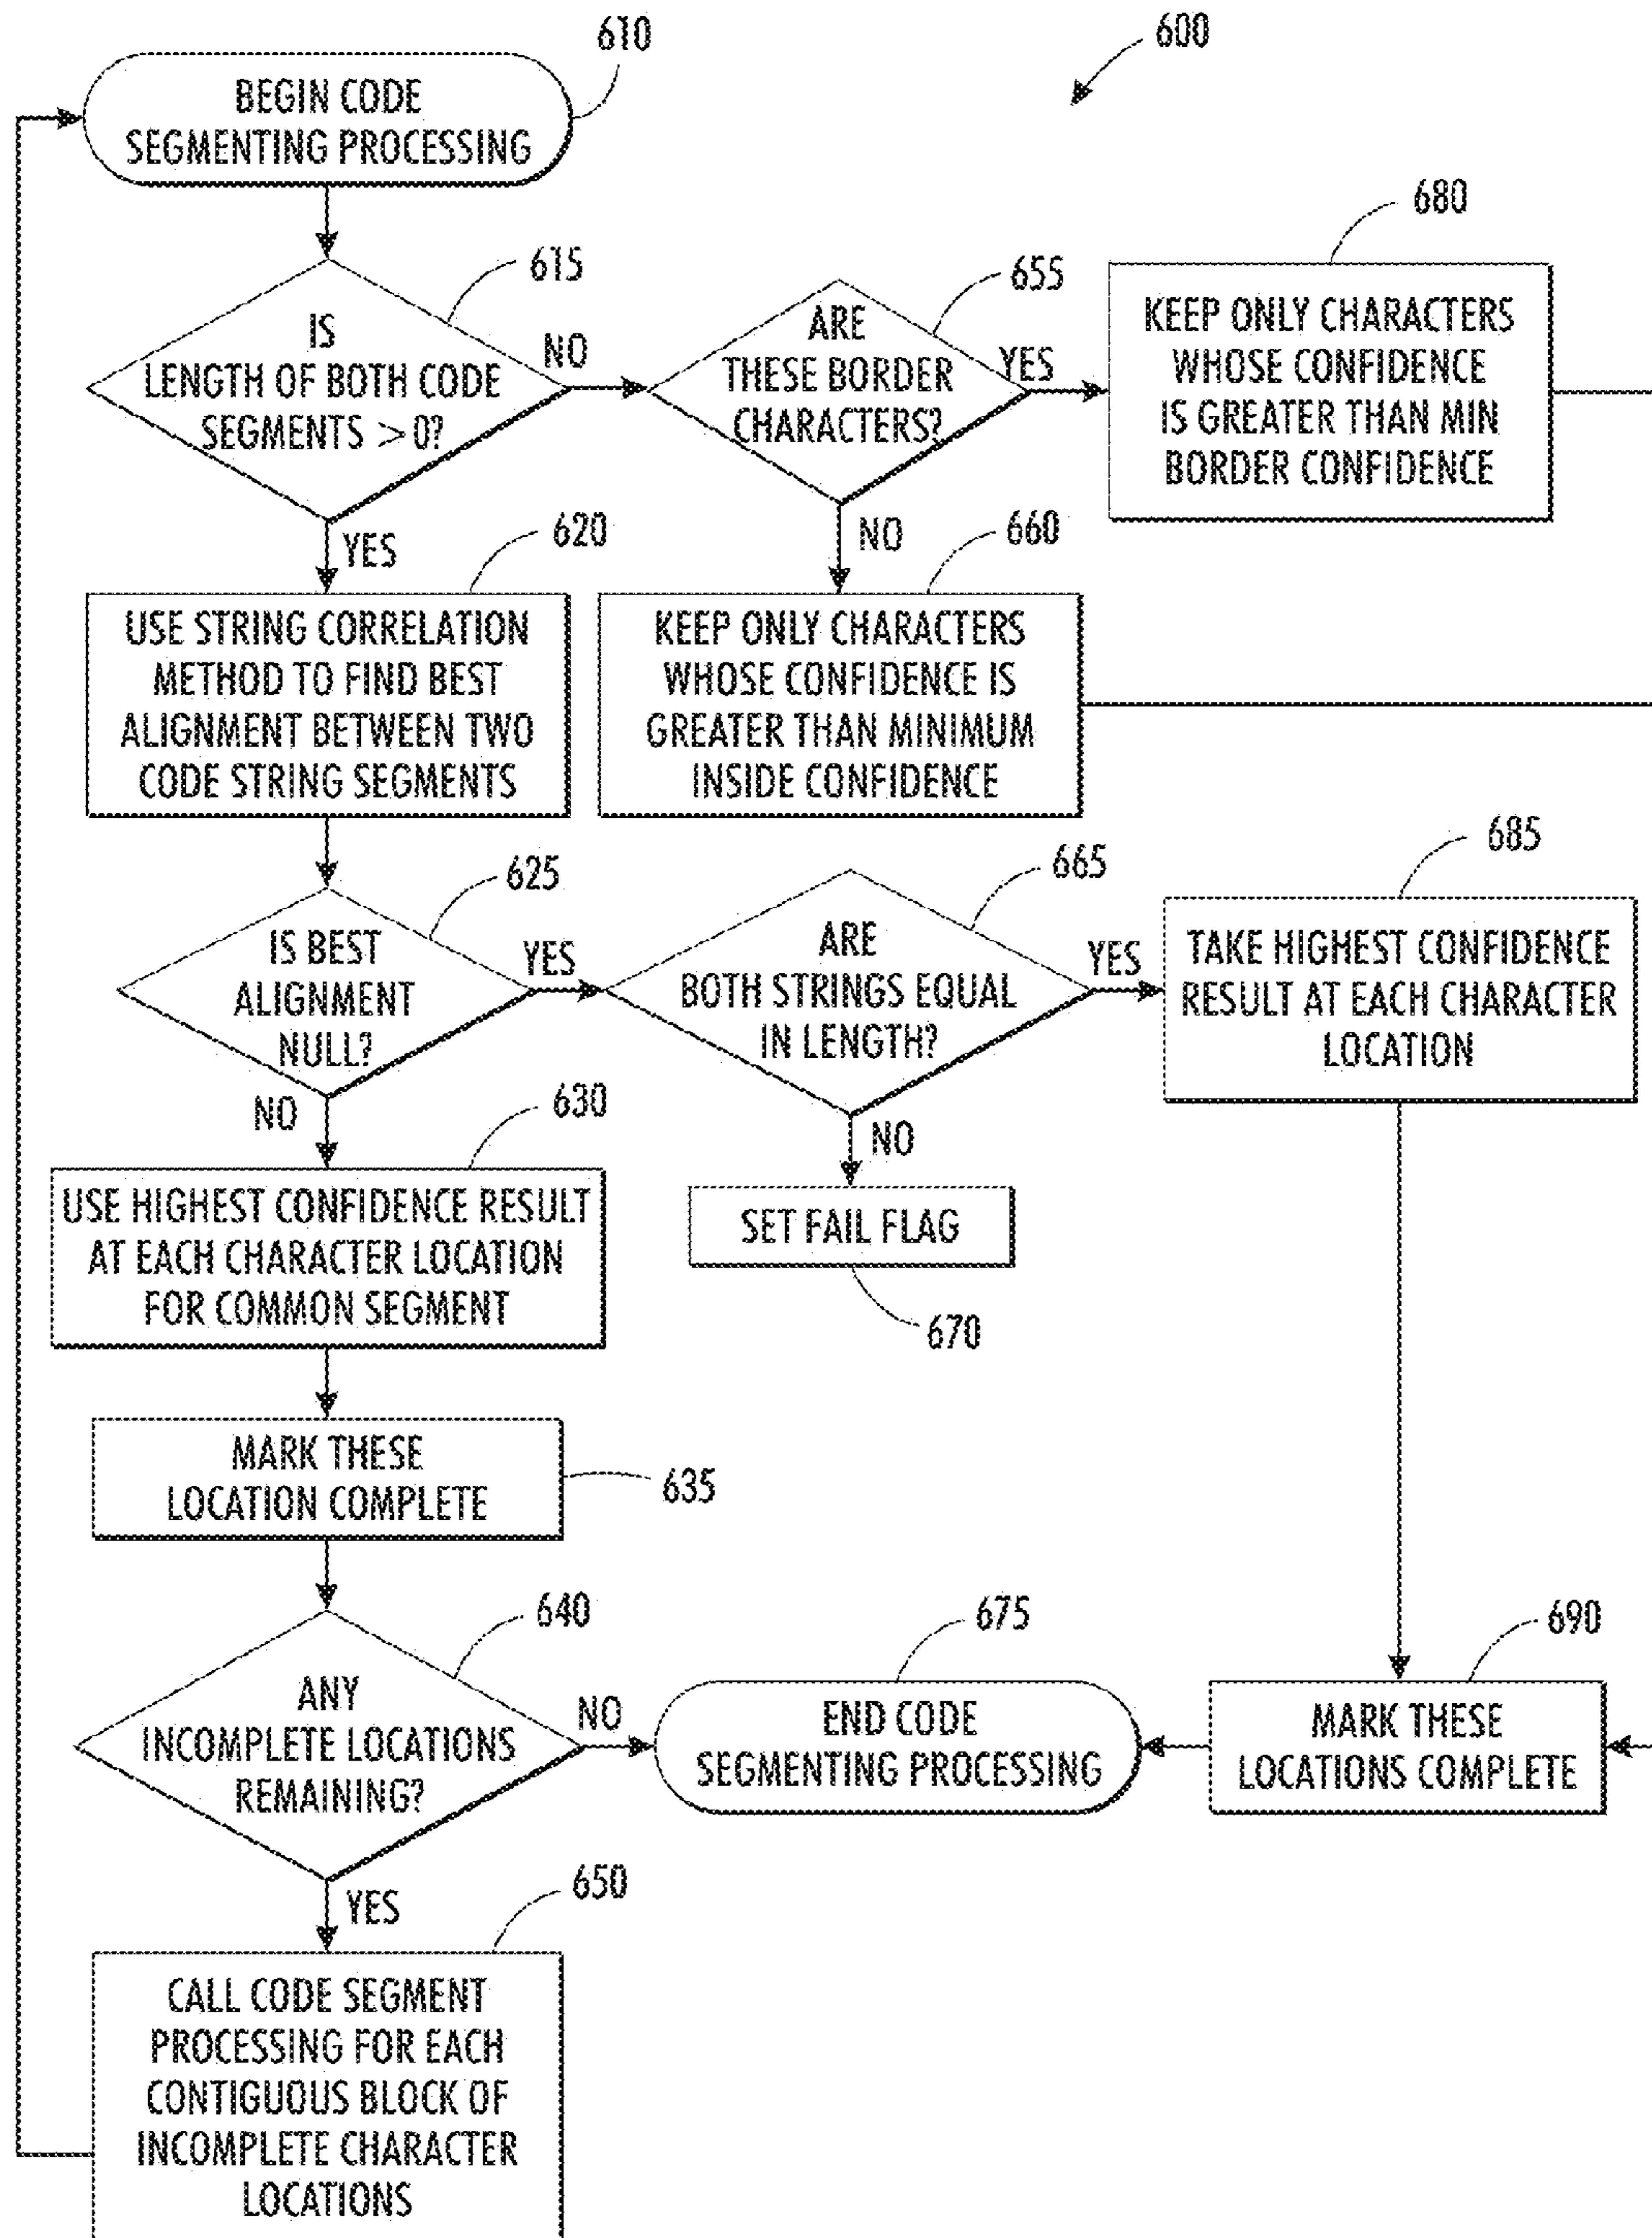 600
610
BEGIN CODE
SEGMENTING PROCESSING
615
IS
LENGTH OF BOTH CODE
SEGMENTS > 0?
NO
YES
655
ARE
THESE BORDER
CHARACTERS?
YES
NO
680
KEEP ONLY CHARACTERS
WHOSE CONFIDENCE
IS GREATER THAN MIN
BORDER CONFIDENCE
620
USE STRING CORRELATION
METHOD TO FIND BEST
ALIGNMENT BETWEEN TWO
CODE STRING SEGMENTS
660
KEEP ONLY CHARACTERS
WHOSE CONFIDENCE IS
GREATER THAN MINIMUM
INSIDE CONFIDENCE
625
IS BEST
ALIGNMENT
NULL?
YES
NO
665
ARE
BOTH STRINGS EQUAL
IN LENGTH?
YES
NO
685
TAKE HIGHEST CONFIDENCE
RESULT AT EACH CHARACTER
LOCATION
630
USE HIGHEST CONFIDENCE RESULT
AT EACH CHARACTER LOCATION
FOR COMMON SEGMENT
SET FAIL FLAG
670
MARK THESE
LOCATION COMPLETE
635
640
ANY
INCOMPLETE LOCATIONS
REMAINING?
NO
YES
675
END CODE
SEGMENTING PROCESSING
690
MARK THESE
LOCATIONS COMPLETE
650
CALL CODE SEGMENT
PROCESSING FOR EACH
CONTIGUOUS BLOCK OF
INCOMPLETE CHARACTER
LOCATIONS